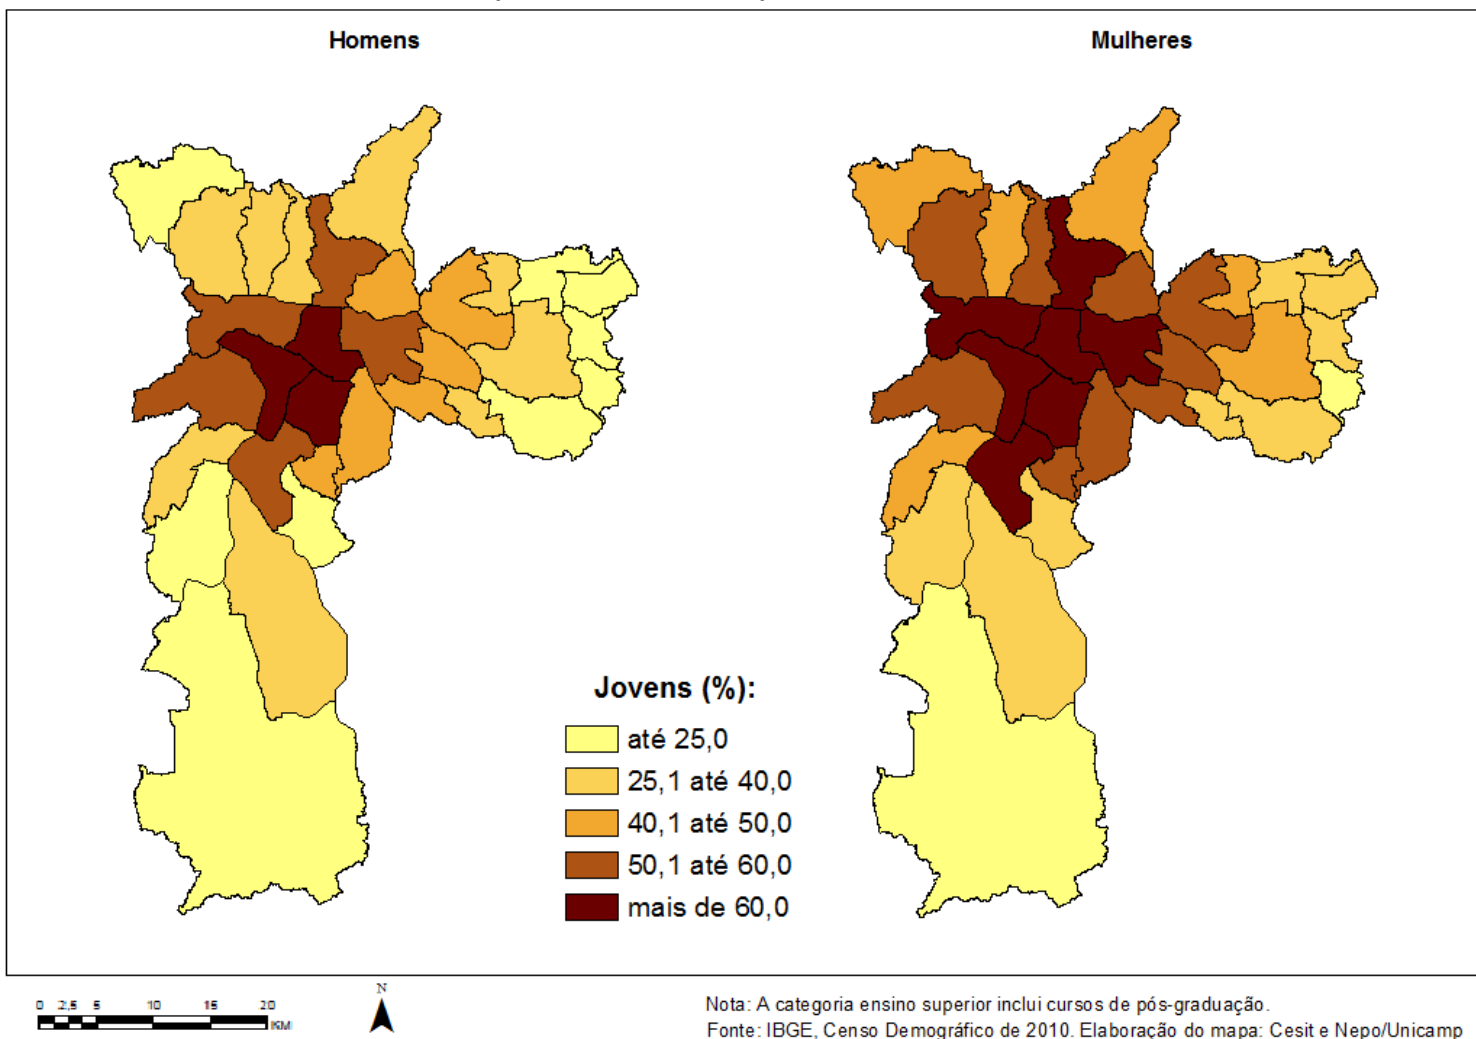 Homens
Mulheres
Jovens (%):
até 25,0
25,1 até 40,0
40,1 até 50,0
50,1 até 60,0
mais de 60,0
0 2,5 5 10 15 20
KM
N
Nota: A categoria ensino superior inclui cursos de pós-graduação.
Fonte: IBGE, Censo Demográfico de 2010. Elaboração do mapa: Cesit e Nepo/Unicamp